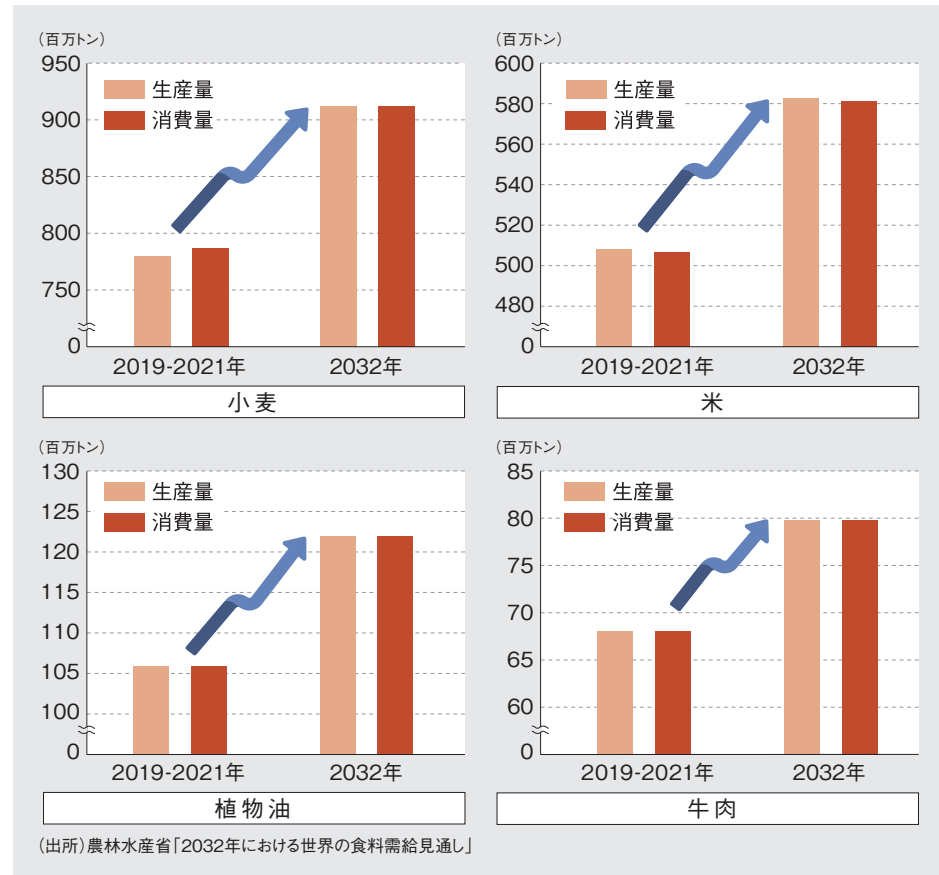 (百万トン)
950
900
850
800
750
0
生産量
消費量
2019-2021年
2032年
小麦
(百万トン)
600
580
560
540
520
500
480
0
生産量
消費量
2019-2021年
2032年
米
(百万トン)
130
125
120
115
110
105
100
0
生産量
消費量
2019-2021年
2032年
植物油
(百万トン)
85
80
75
70
65
60
0
生産量
消費量
2019-2021年
2032年
牛肉
(出所)農林水産省「2032年における世界の食料需給見通し」